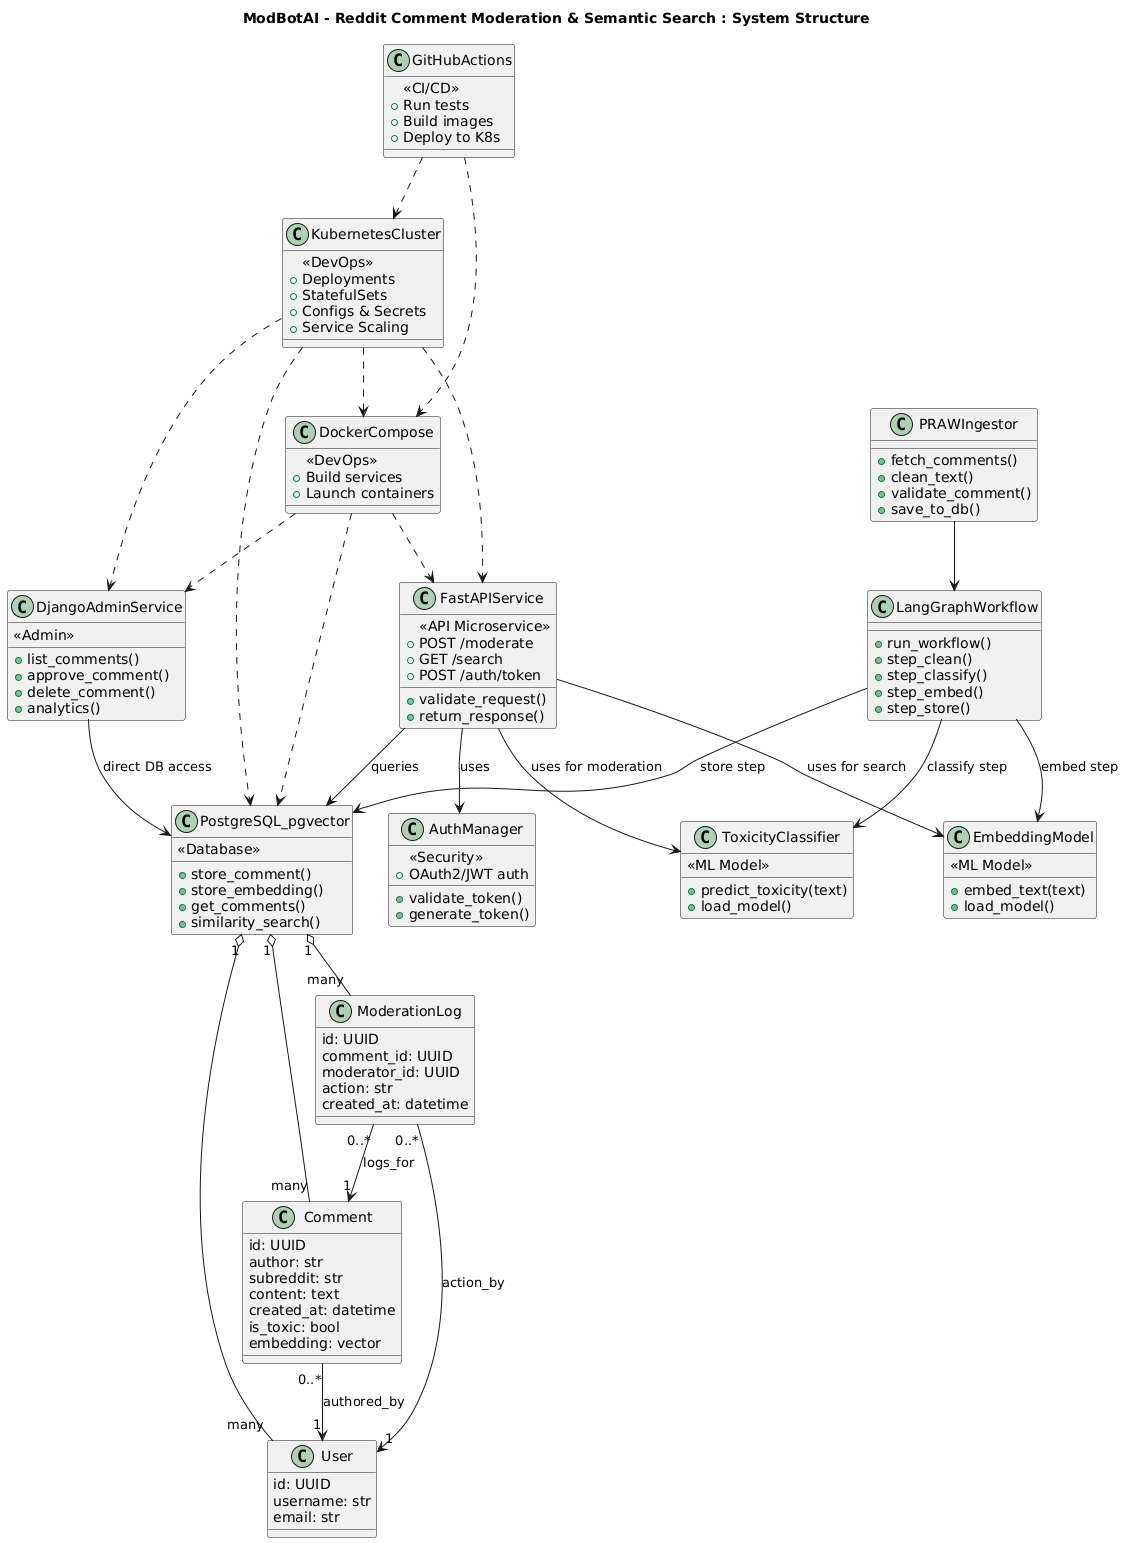 ModBotAI - Reddit Comment Moderation & Semantic Search : System Structure
C GitHubActions
«CI/CD»
Run tests
Build images
Deploy to K8s
C KubernetesCluster
«DevOps»
Deployments
StatefulSets
Configs & Secrets
Service Scaling
C DockerCompose
«DevOps»
Build services
Launch containers
C PRAWIngestor
fetch_comments()
clean_text()
validate_comment()
save_to_db()
C DjangoAdminService
«Admin»
list_comments()
approve_comment()
delete_comment()
analytics()
C FastAPIService
«API Microservice»
POST /moderate
GET /search
POST /auth/token
validate_request()
return_response()
C LangGraphWorkflow
run_workflow()
step_clean()
step_classify()
step_embed()
step_store()
direct DB access
queries
uses
uses for moderation
store step
uses for search
classify step
embed step
C PostgreSQL_pgvector
«Database»
store_comment()
store_embedding()
get_comments()
similarity_search()
C AuthManager
«Security»
OAuth2/JWT auth
validate_token()
generate_token()
C ToxicityClassifier
«ML Model»
predict_toxicity(text)
load_model()
C EmbeddingModel
«ML Model»
embed_text(text)
load_model()
1
1
1
many
C ModerationLog
id: UUID
comment_id: UUID
moderator_id: UUID
action: str
created_at: datetime
0..*
0..*
logs_for
many
1
C Comment
id: UUID
author: str
subreddit: str
content: text
created_at: datetime
is_toxic: bool
embedding: vector
action_by
0..*
authored_by
many
1
1
C User
id: UUID
username: str
email: str